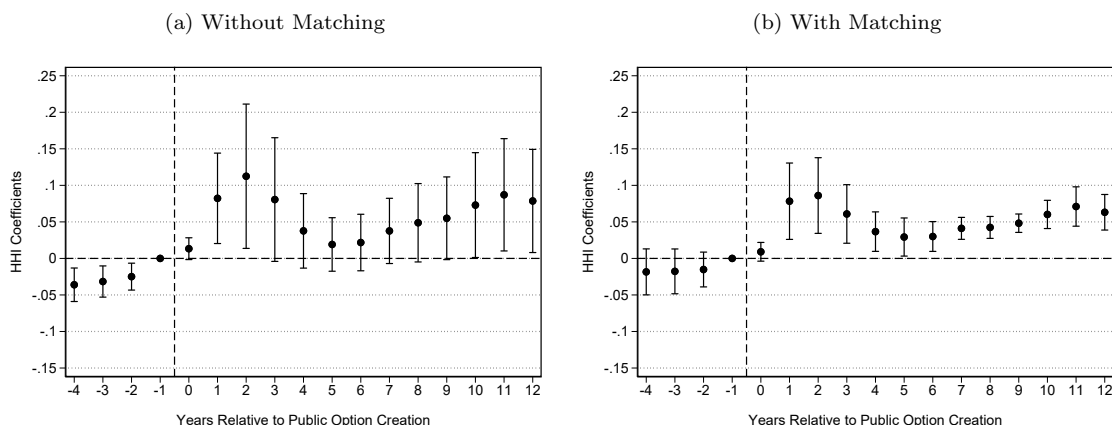 (a) Without Matching
(b) With Matching
HHI Coefficients
.25
.2
.15
.1
.05
0
-.05
-.1
-.15
-4 -3 -2 -1 0 1 2 3 4 5 6 7 8 9 10 11 12
Years Relative to Public Option Creation
HHI Coefficients
.25
.2
.15
.1
.05
0
-.05
-.1
-.15
-4 -3 -2 -1 0 1 2 3 4 5 6 7 8 9 10 11 12
Years Relative to Public Option Creation